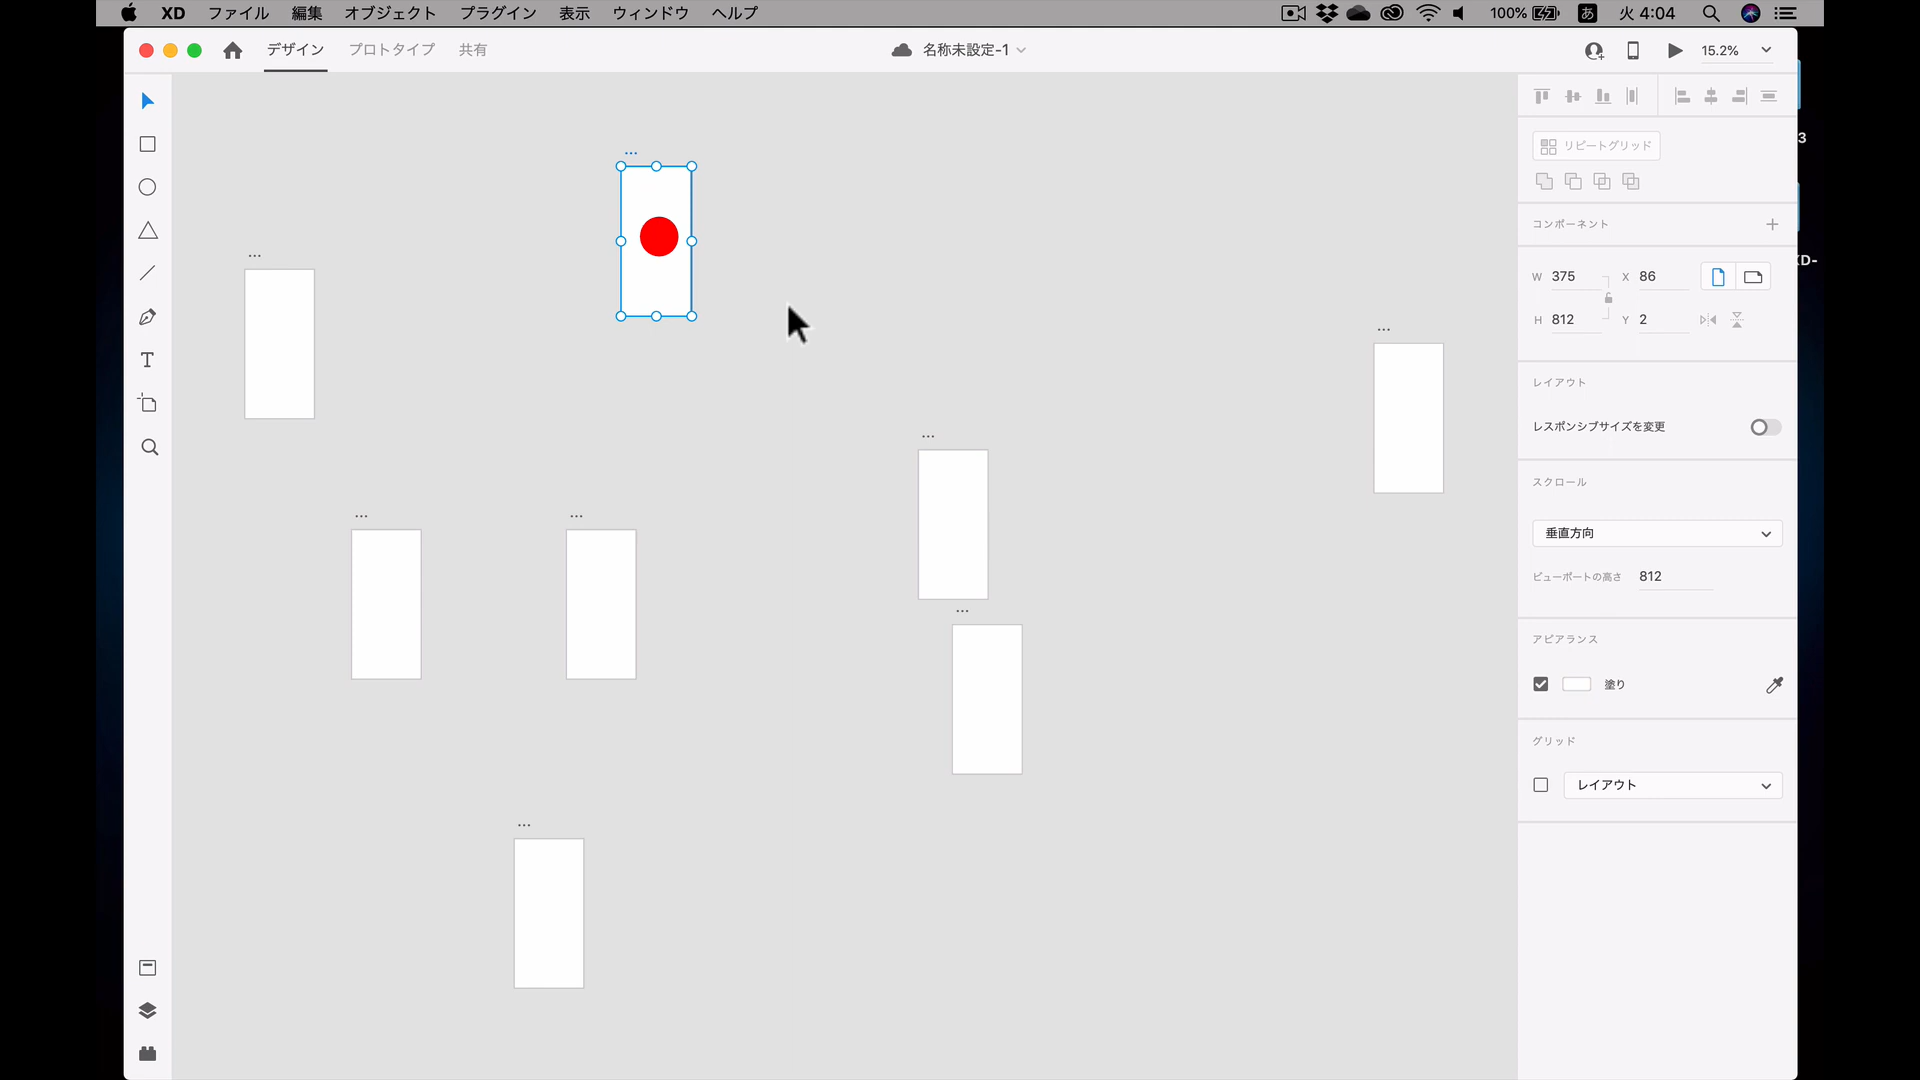 XD ファイル 編集 オブジェクト プラグイン 表示 ウィンドウ ヘルプ 100% あ 火 4:04
デザイン プロトタイプ 共有 名称未設定-1 15.2%
3
リピートグリッド
コンポーネント
XD-
W 375 X 86
H 812 Y 2
レイアウト
レスポンシブサイズを変更
スクロール
垂直方向
ビューポートの高さ 812
アピアランス
塗り
グリッド
レイアウト
T
...
...
...
...
...
...
...
...